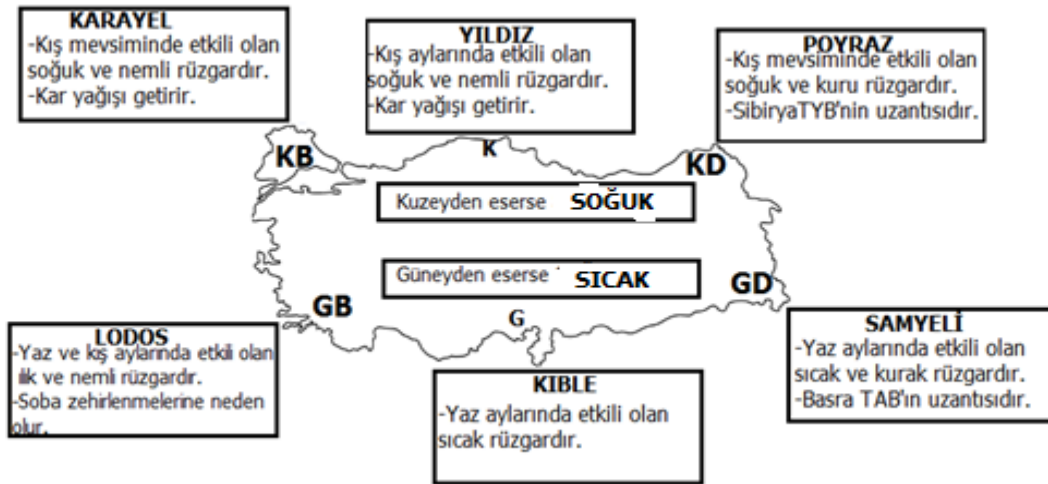 KARAYEL
-Kış mevsiminde etkili olan
soğuk ve nemli rüzgardır.
-Kar yağışı getirir.
YILDIZ
-Kış aylarında etkili olan
soğuk ve nemli rüzgardır.
-Kar yağışı getirir.
POYRAZ
-Kış mevsiminde etkili olan
soğuk ve kuru rüzgardır.
-SibiryaTYB'nin uzantısıdır.
KB
K
KD
Kuzeyden eserse SOĞUK
Güneyden eserse SICAK
GB
G
GD
LODOS
-Yaz ve kış aylarında etkili olan
ılık ve nemli rüzgardır.
-Soba zehirlenmelerine neden
olur.
KIBLE
-Yaz aylarında etkili olan
sıcak rüzgardır.
SAMYELİ
-Yaz aylarında etkili olan
sıcak ve kurak rüzgardır.
-Basra TAB'ın uzantısıdır.